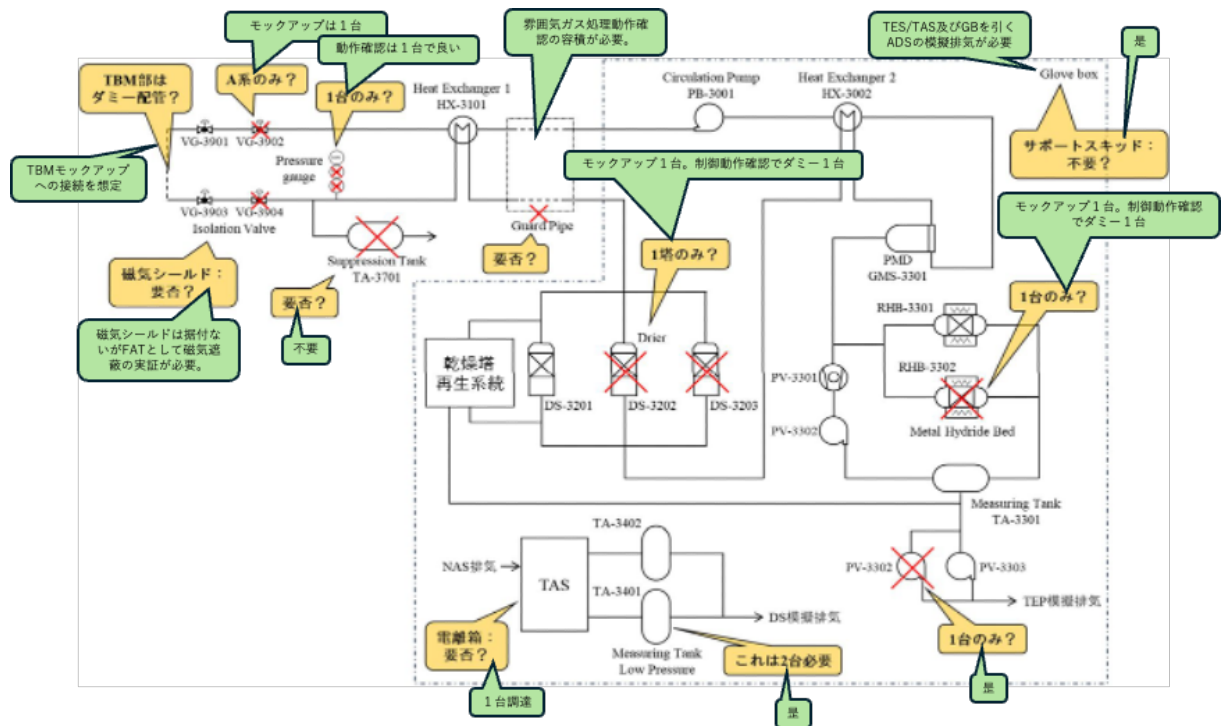 モックアップは１台
動作確認は１台で良い
雰囲気ガス処理動作確
認の容積が必要。
TES/TAS及びGBを引く
ADSの模擬排気が必要
是
TBM部は
ダミー配管？
A系のみ？
1台のみ？
Heat Exchanger 1
HX-3101
Circulation Pump
PB-3001
Heat Exchanger 2
HX-3002
Glove box
サポートスキッド：
不要？
VG-3901
VG-3902
Pressure
gauge
TBMモックアップ
への接続を想定
モックアップ１台。制御動作確認でダミー１台
モックアップ１台。制御動作確認
でダミー１台
VG-3903
VG-3904
Isolation Valve
Guard Pipe
要否？
Suppression Tank
TA-3701
1塔のみ？
PMD
GMS-3301
1台のみ？
磁気シールド：
要否？
要否？
不要
磁気シールドは据付な
いがFATとして磁気遮
蔽の実証が必要。
RHB-3301
RHB-3302
Metal Hydride Bed
Drier
乾燥塔
再生系統
DS-3201
DS-3202
DS-3203
PV-3301
PV-3302
Measuring Tank
TA-3301
TA-3402
NAS排気
TAS
TA-3401
DS模擬排気
PV-3302
PV-3303
TEP模擬排気
電離箱：
要否？
Measuring Tank
Low Pressure
これは2台必要
1台のみ？
１台調達
是
是